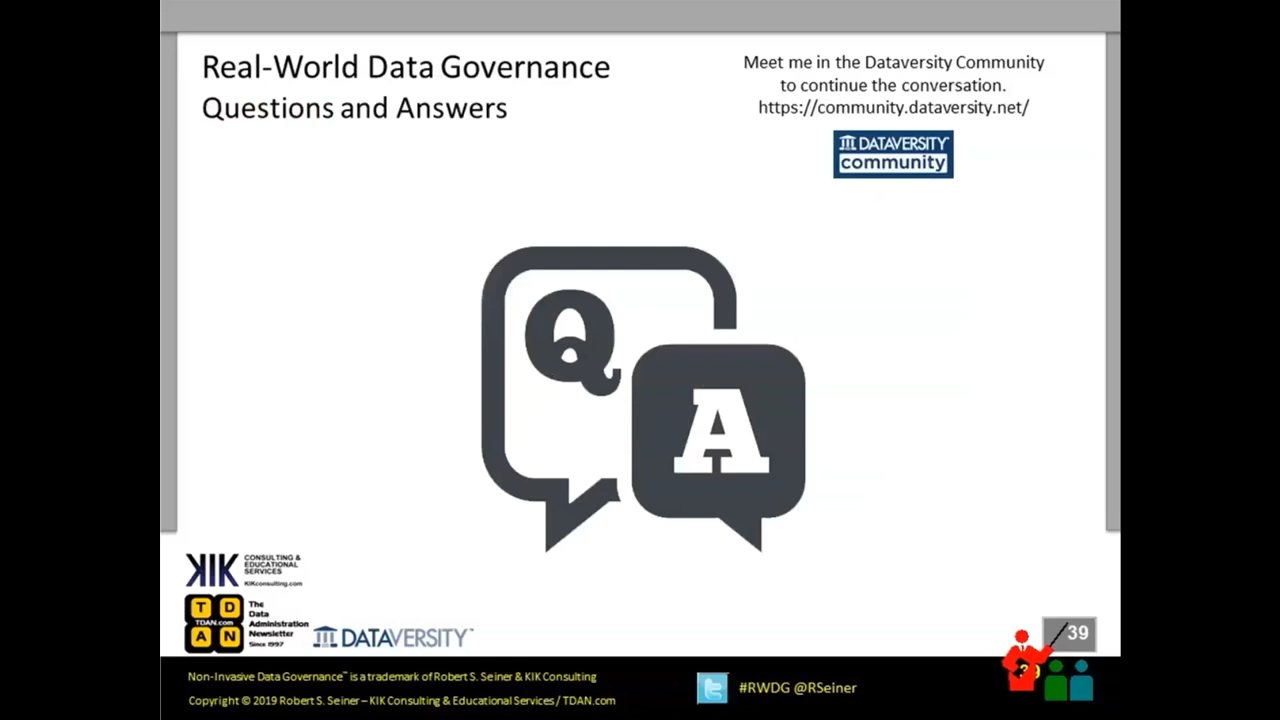 Real-World Data Governance
Questions and Answers
Meet me in the Dataversity Community
to continue the conversation.
https://community.dataversity.net/
DATAVERSITY
community
Q
A
KIK
CONSULTING &
EDUCATIONAL
SERVICES
KIKconsulting.com
T D
TDAN.com
A N
The
Data
Administration
Newsletter
Since 1997
DATAVERSITY™
39
Non-Invasive Data Governance™ is a trademark of Robert S. Seiner & KIK Consulting
Copyright © 2019 Robert S. Seiner – KIK Consulting & Educational Services / TDAN.com
#RWDG @RSeiner